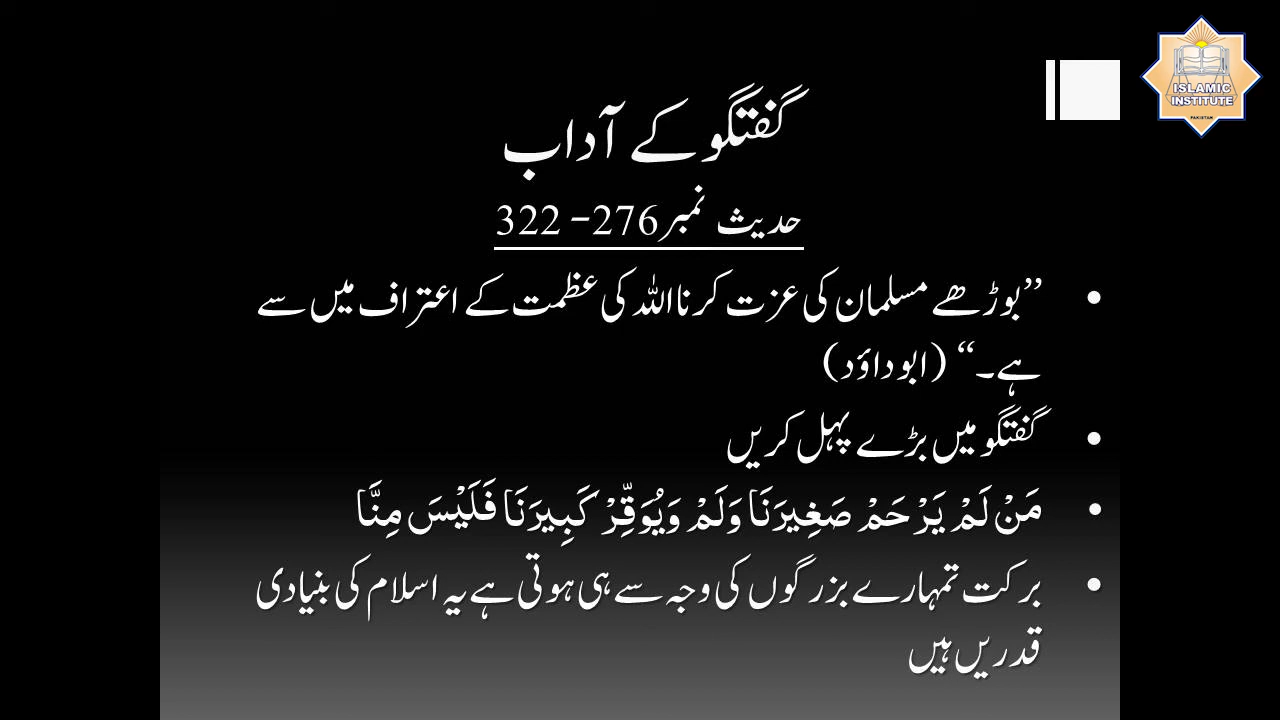 ISLAMIC
INSTITUTE
PAKISTAN
گفتگو کے آداب
حدیث نمبر 276- 322
• ”بوڑھے مسلمان کی عزت کرنا اللہ کی عظمت کے اعتراف میں سے
ہے۔“ (ابو داؤد)
• گفتگو میں بڑے پہل کریں
• مَنْ لَمْ یَرْحَمْ صَغِیرَنَا وَلَمْ وَیُوَقِّرْ کَبِیرَنَا فَلَیْسَ مِنَّا
• برکت تمہارے بزرگوں کی وجہ سے ہی ہوتی ہے یہ اسلام کی بنیادی
قدریں ہیں